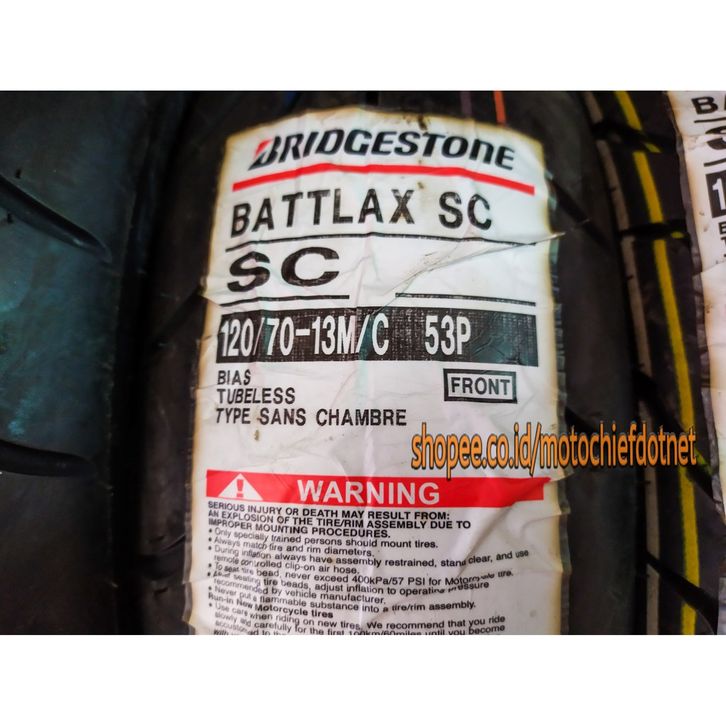 BRIDGESTONE
BATTLAX SC
SC
120/70-13M/C 53P
BIAS
TUBELESS
TYPE SANS CHAMBRE
FRONT
shopee.co.id/motochiefdotnet
WARNING
SERIOUS INJURY OR DEATH MAY RESULT FROM:
AN EXPLOSION OF THE TIRE/RIM ASSEMBLY DUE TO
IMPROPER MOUNTING PROCEDURES.
• Only specially trained persons should mount tires.
• Always match tire and rim diameters.
• During inflation always have assembly restrained, stand clear, and use
remote controlled clip-on air hose.
• To seat tire bead, never exceed 400kPa/57 PSI for Motorcycle tire.
• After seating tire beads, adjust inflation to operating pressure
recommended by vehicle manufacturer.
• Never put a flammable substance into a tire/rim assembly.
Run-in New Motorcycle tires
• Use care when riding on new tires. We recommend that you ride
slowly and carefully for the first 100km/60miles until you become